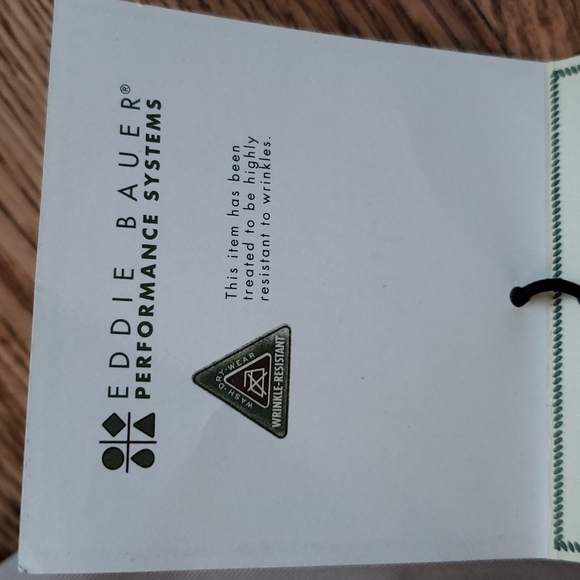 EDDIE BAUER®
PERFORMANCE SYSTEMS
This item has been
treated to be highly
resistant to wrinkles.
WASH·DRY·WEAR
WRINKLE-RESISTANT